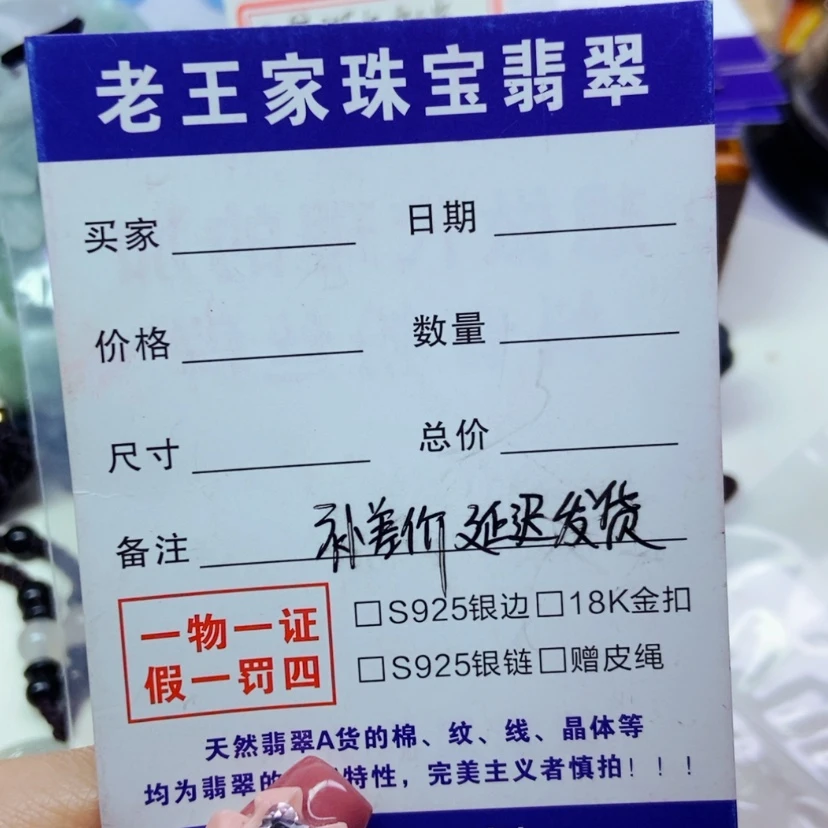 老王家珠宝翡翠
买家 日期
价格 数量
尺寸 总价
备注 补差价 延迟发货
一物一证
假一罚四
□S925银边□18K金扣
□S925银链□赠皮绳
天然翡翠A货的棉、纹、线、晶体等
均为翡翠的 特性，完美主义者慎拍！！！